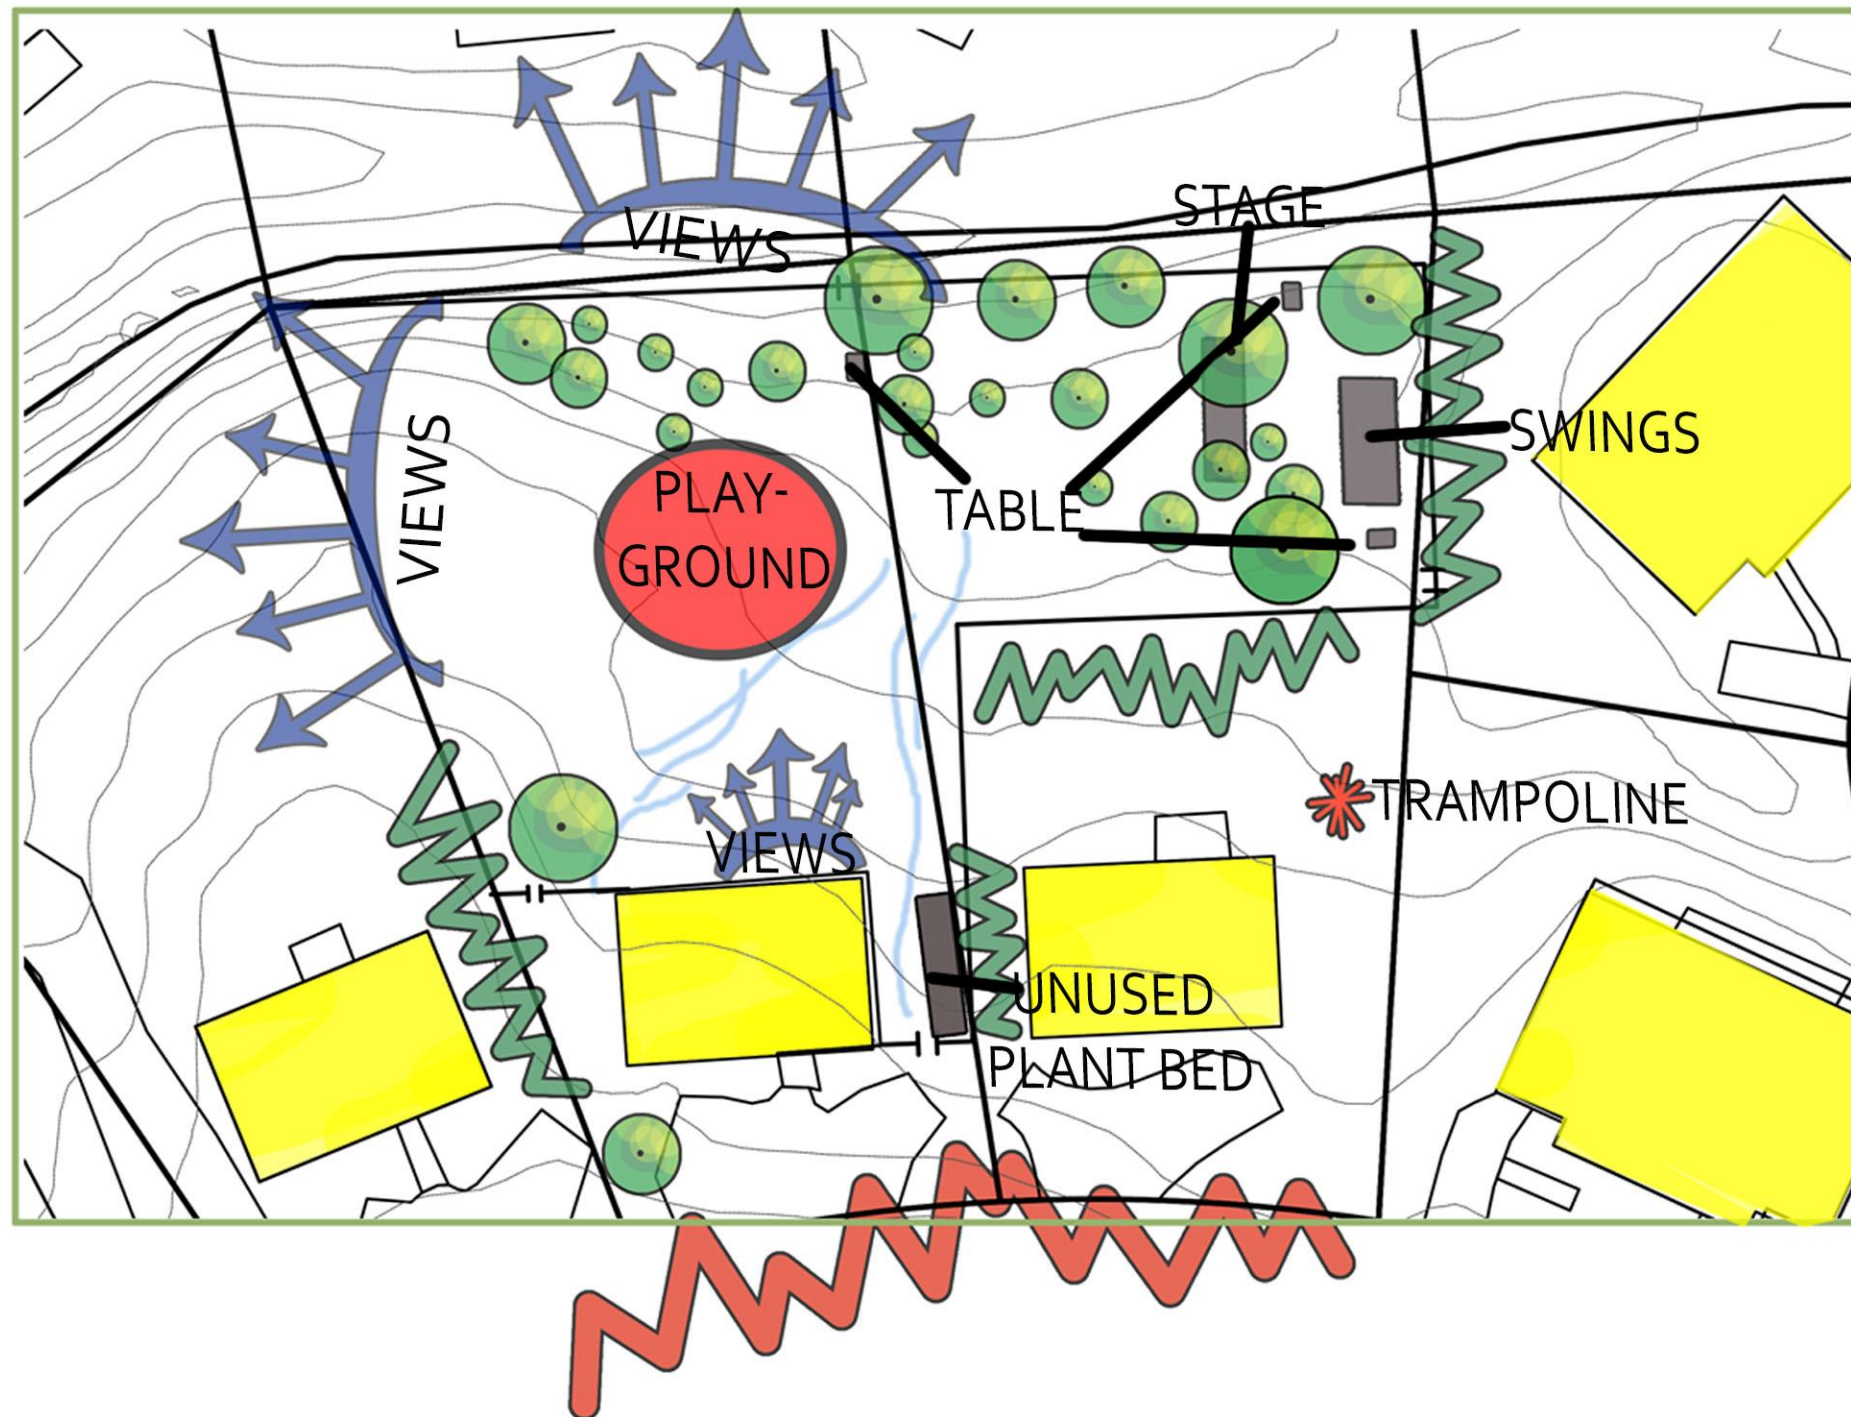 STAGE
VIEWS
VIEWS
SWINGS
PLAY-
GROUND
TABLE
TRAMPOLINE
VIEWS
UNUSED
PLANT BED